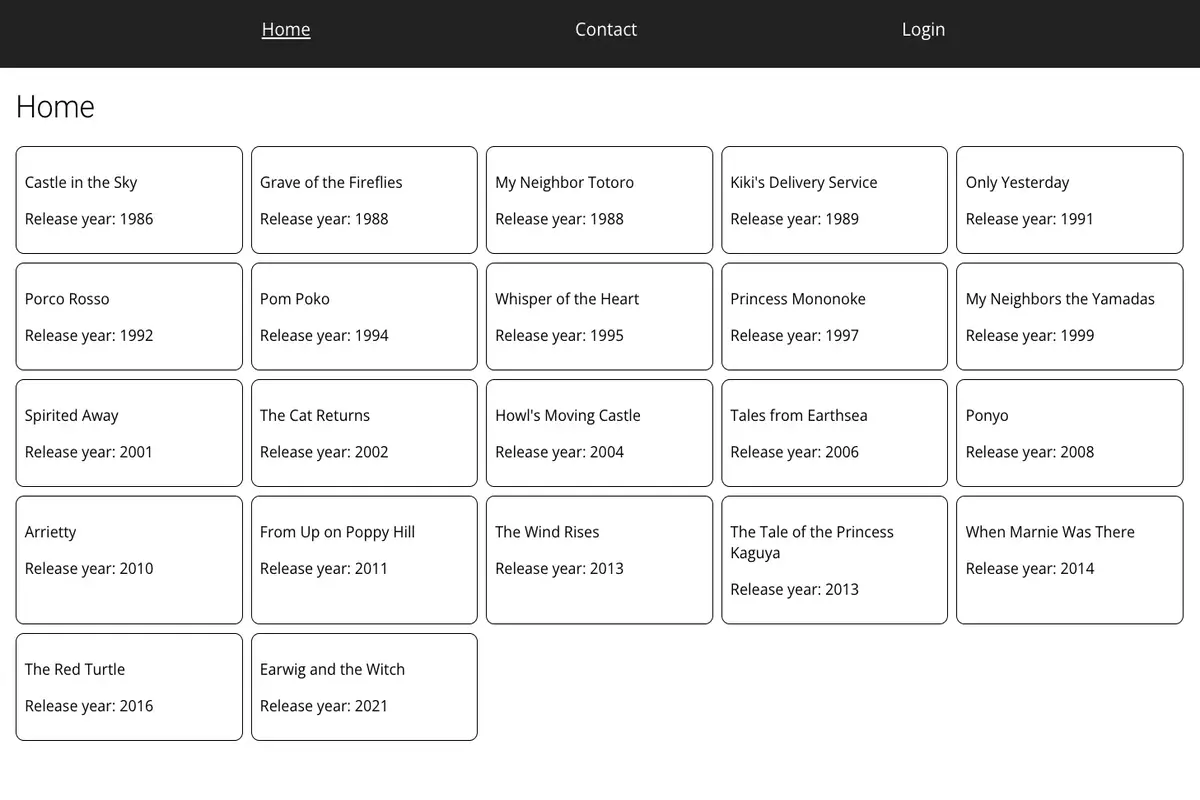 Home
Contact
Login
Home
Castle in the Sky
Release year: 1986
Grave of the Fireflies
Release year: 1988
My Neighbor Totoro
Release year: 1988
Kiki's Delivery Service
Release year: 1989
Only Yesterday
Release year: 1991
Porco Rosso
Release year: 1992
Pom Poko
Release year: 1994
Whisper of the Heart
Release year: 1995
Princess Mononoke
Release year: 1997
My Neighbors the Yamadas
Release year: 1999
Spirited Away
Release year: 2001
The Cat Returns
Release year: 2002
Howl's Moving Castle
Release year: 2004
Tales from Earthsea
Release year: 2006
Ponyo
Release year: 2008
Arrietty
Release year: 2010
From Up on Poppy Hill
Release year: 2011
The Wind Rises
Release year: 2013
The Tale of the Princess
Kaguya
Release year: 2013
When Marnie Was There
Release year: 2014
The Red Turtle
Release year: 2016
Earwig and the Witch
Release year: 2021